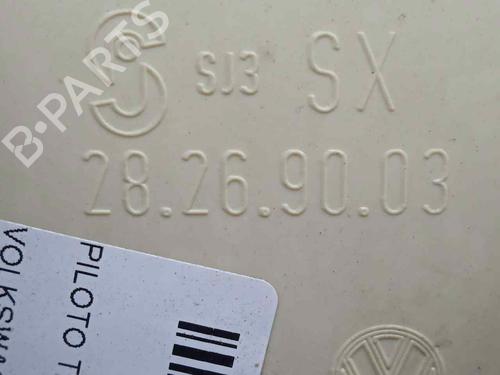 SJ3 SX
28.26.90.03
B-PARTS
PILOTO T
VOLKSWA